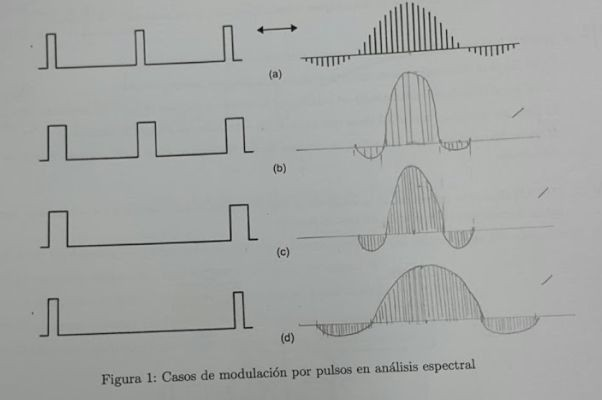 (a)
(b)
(c)
(d)
Figura 1: Casos de modulación por pulsos en análisis espectral